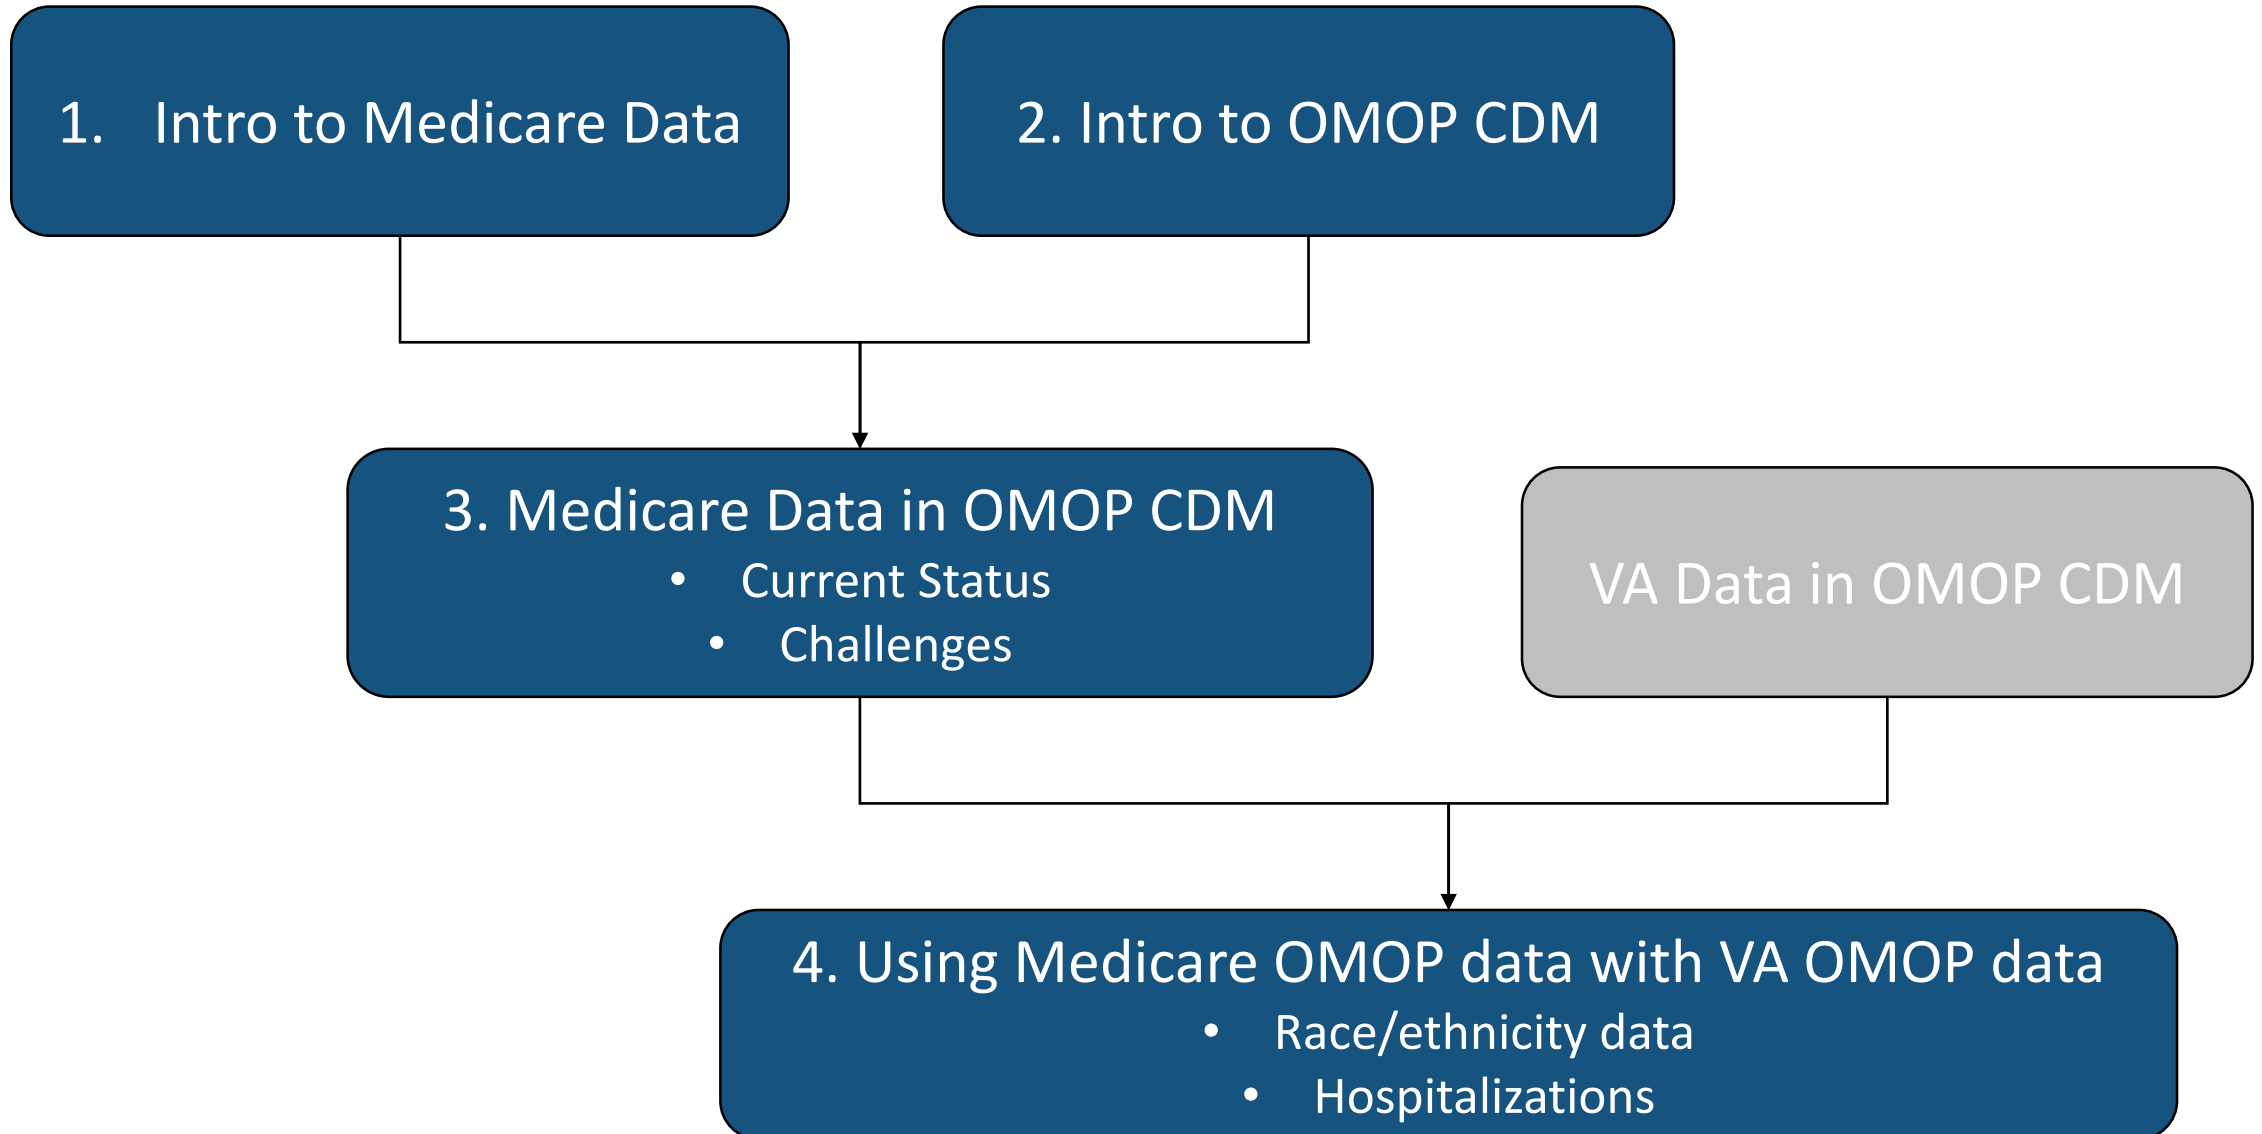 1. Intro to Medicare Data
2. Intro to OMOP CDM
3. Medicare Data in OMOP CDM
• Current Status
• Challenges
VA Data in OMOP CDM
4. Using Medicare OMOP data with VA OMOP data
• Race/ethnicity data
• Hospitalizations